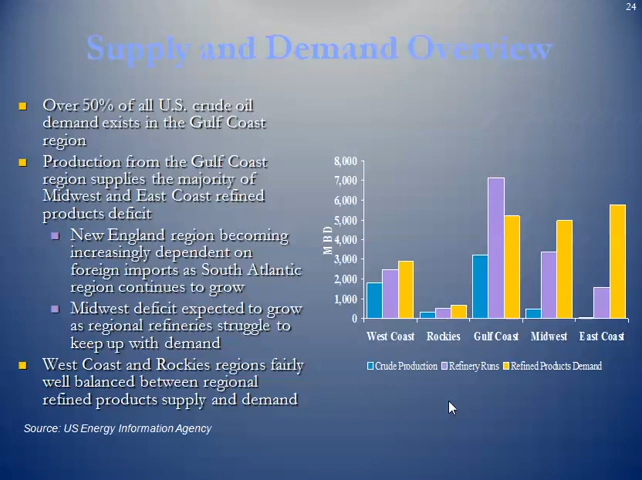 24
Supply and Demand Overview
Over 50% of all U.S. crude oil
demand exists in the Gulf Coast
region
Production from the Gulf Coast
region supplies the majority of
Midwest and East Coast refined
products deficit
New England region becoming
increasingly dependent on
foreign imports as South Atlantic
region continues to grow
Midwest deficit expected to grow
as regional refineries struggle to
keep up with demand
West Coast and Rockies regions fairly
well balanced between regional
refined products supply and demand
Source: US Energy Information Agency
MBD
8,000
7,000
6,000
5,000
4,000
3,000
2,000
1,000
0
West Coast Rockies Gulf Coast Midwest East Coast
Crude Production Refinery Runs Refined Products Demand